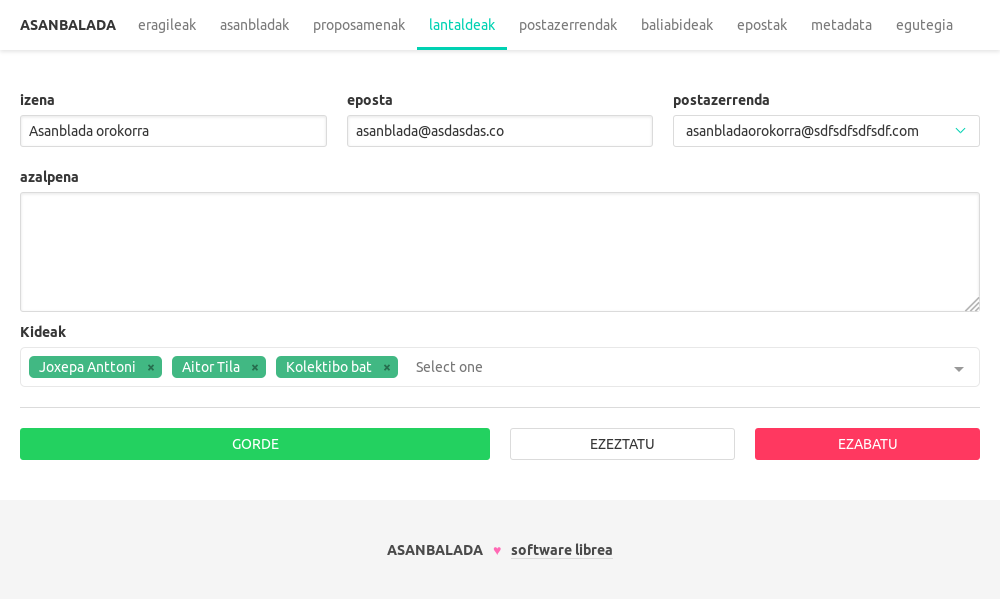 ASANBALADA eragileak asanbladak proposamenak lantaldeak postazerrendak baliabideak epostak metadata egutegia
izena eposta postazerrenda
Asanblada orokorra asanblada@asdasdas.co asanbladaorokorra@sdfsdfsdfsdf.com
azalpena
Kideak
Joxepa Anttoni × Aitor Tila × Kolektibo bat × Select one
GORDE EZEZTATU EZABATU
ASANBALADA ♥ software librea